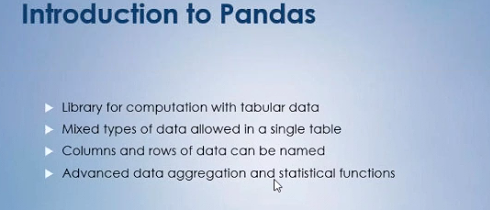 Introduction to Pandas
Library for computation with tabular data
Mixed types of data allowed in a single table
Columns and rows of data can be named
Advanced data aggregation and statistical functions